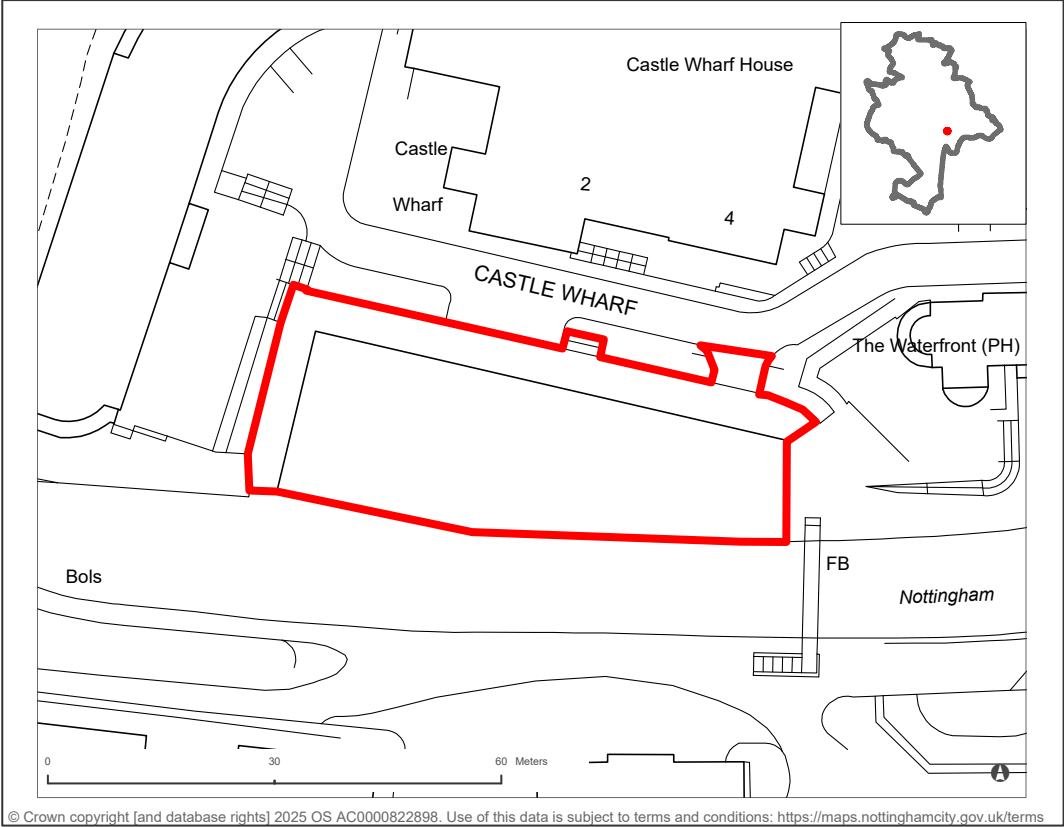 Castle Wharf House
Castle
2
Wharf
4
CASTLE WHARF
The Waterfront (PH)
FB
Bols
Nottingham
0 30 60 Meters
A
© Crown copyright [and database rights] 2025 OS AC0000822898. Use of this data is subject to terms and conditions: https://maps.nottinghamcity.gov.uk/terms